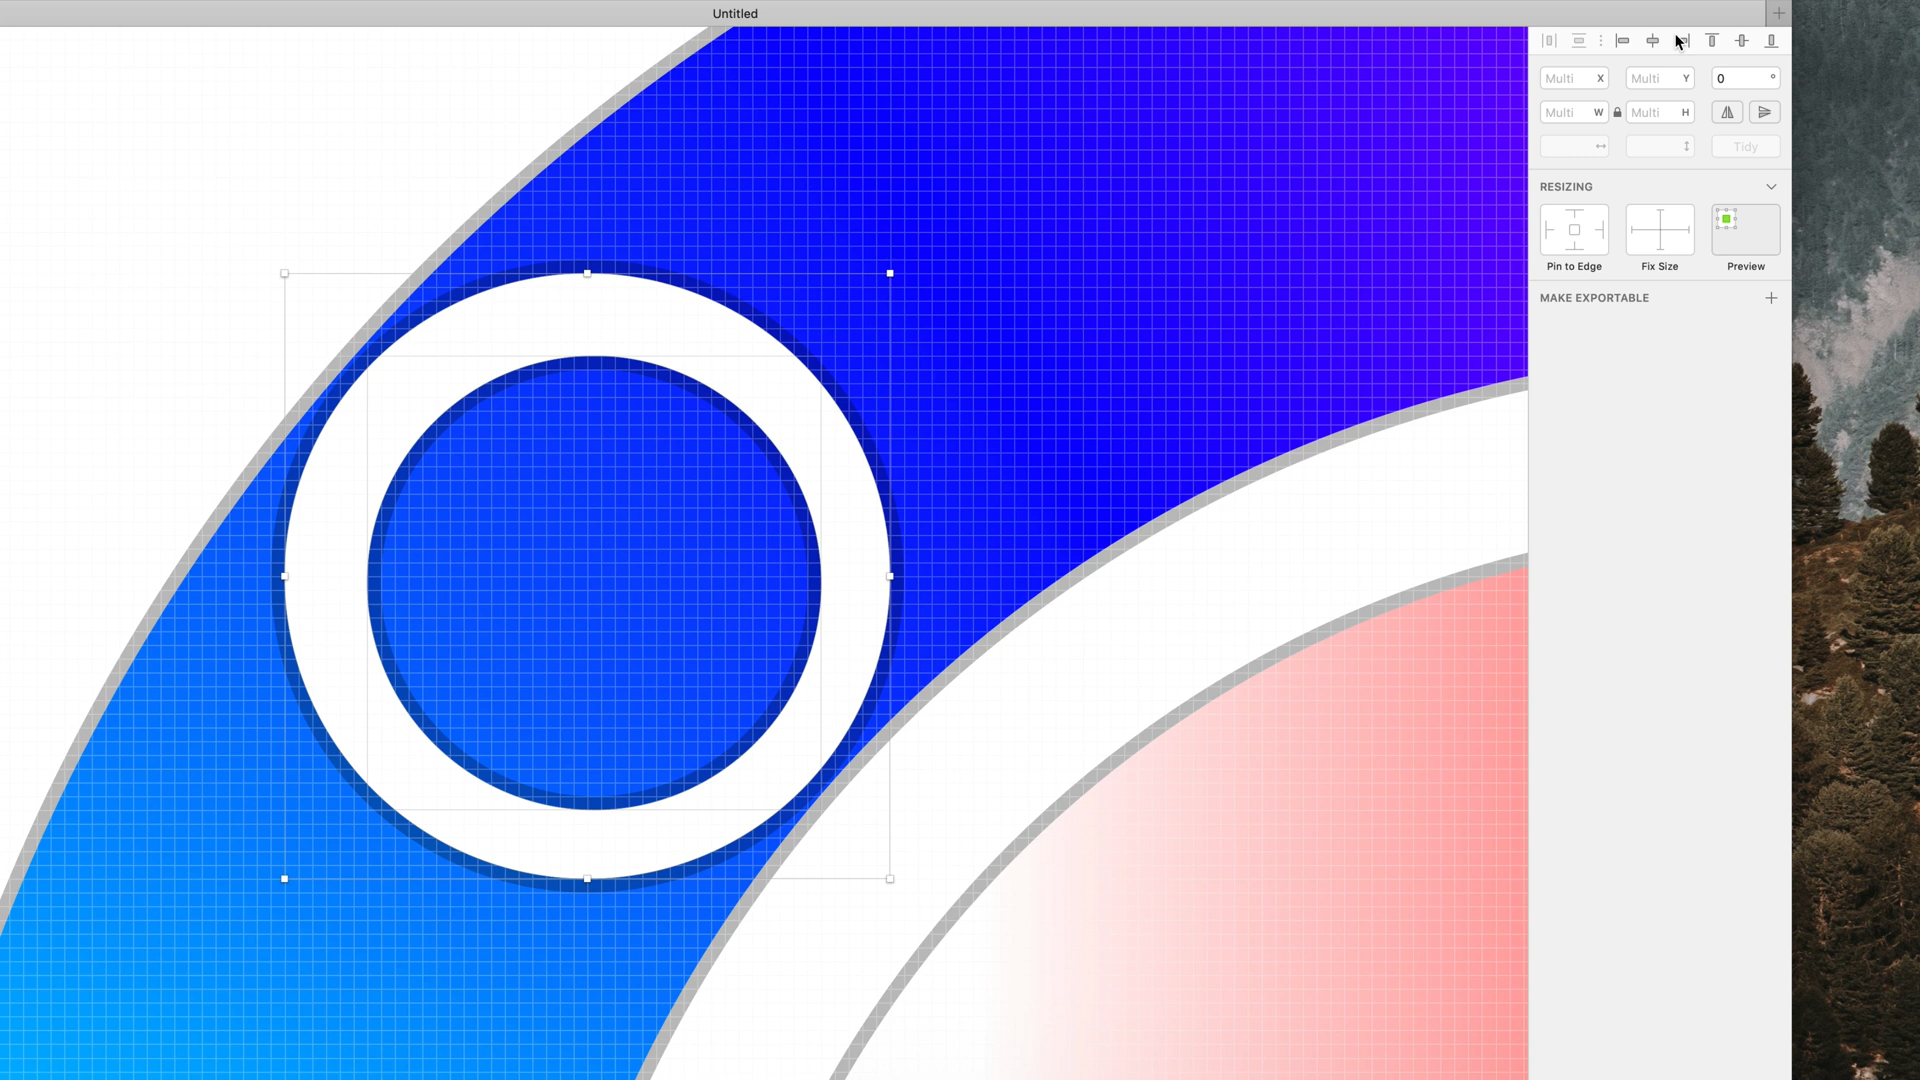 Untitled
Multi X Multi Y 0 °
Multi W Multi H
Tidy
RESIZING
Pin to Edge Fix Size Preview
MAKE EXPORTABLE